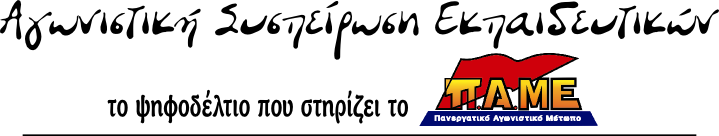 Αγωνιστική Συσπείρωση Εκπαιδευτικών
το ψηφοδέλτιο που στηρίζει το Π.Α.ΜΕ
Πανεργατικό Αγωνιστικό Μέτωπο